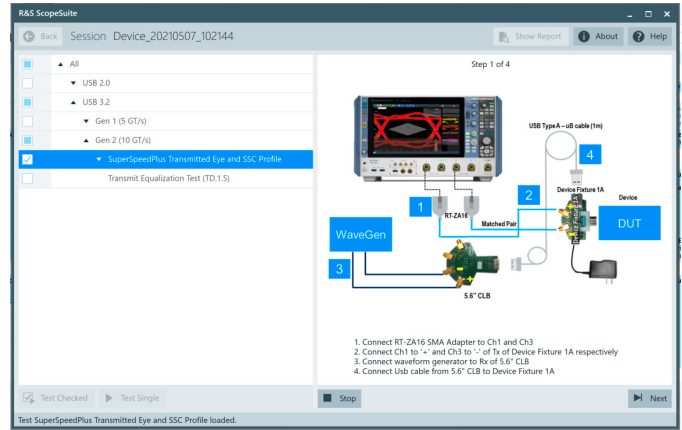 R&S ScopeSuite
Back Session Device_20210507_102144 Show Report About Help
All
USB 2.0
USB 3.2
Gen 1 (5 GT/s)
Gen 2 (10 GT/s)
SuperSpeedPlus Transmitted Eye and SSC Profile
Transmit Equalization Test (TD.1.5)
Step 1 of 4
USB Type A – uB cable (1m)
4
Device Fixture 1A
Device
2
1
RT-ZA16
Matched Pair
Device Fixture 1A
DUT
WaveGen
3
5.6" CLB
1. Connect RT-ZA16 SMA Adapter to Ch1 and Ch3
2. Connect Ch1 to '+' and Ch3 to '-' of Tx of Device Fixture 1A respectively
3. Connect waveform generator to Rx of 5.6" CLB
4. Connect Usb cable from 5.6" CLB to Device Fixture 1A
Test Checked Test Single Stop Next
Test SuperSpeedPlus Transmitted Eye and SSC Profile loaded.